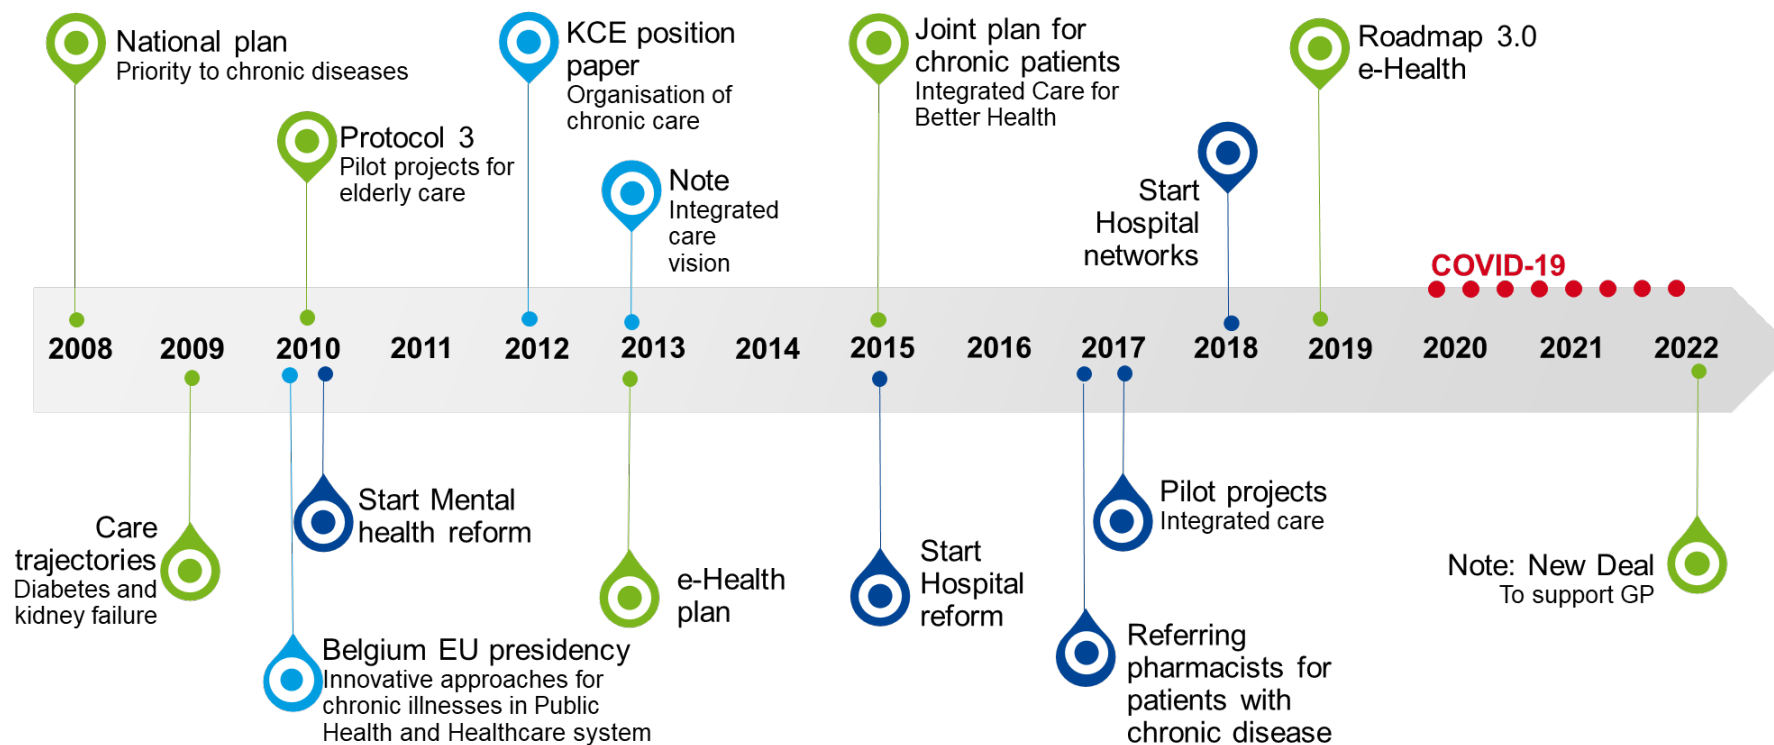 National plan
Priority to chronic diseases
Protocol 3
Pilot projects for
elderly care
KCE position
paper
Organisation of
chronic care
Note
Integrated
care
vision
Joint plan for
chronic patients
Integrated Care for
Better Health
Start
Hospital
networks
Roadmap 3.0
e-Health
COVID-19
2008 2009 2010 2011 2012 2013 2014 2015 2016 2017 2018 2019 2020 2021 2022
Care
trajectories
Diabetes and
kidney failure
Start Mental
health reform
Belgium EU presidency
Innovative approaches for
chronic illnesses in Public
Health and Healthcare system
e-Health
plan
Start
Hospital
reform
Pilot projects
Integrated care
Referring
pharmacists for
patients with
chronic disease
Note: New Deal
To support GP